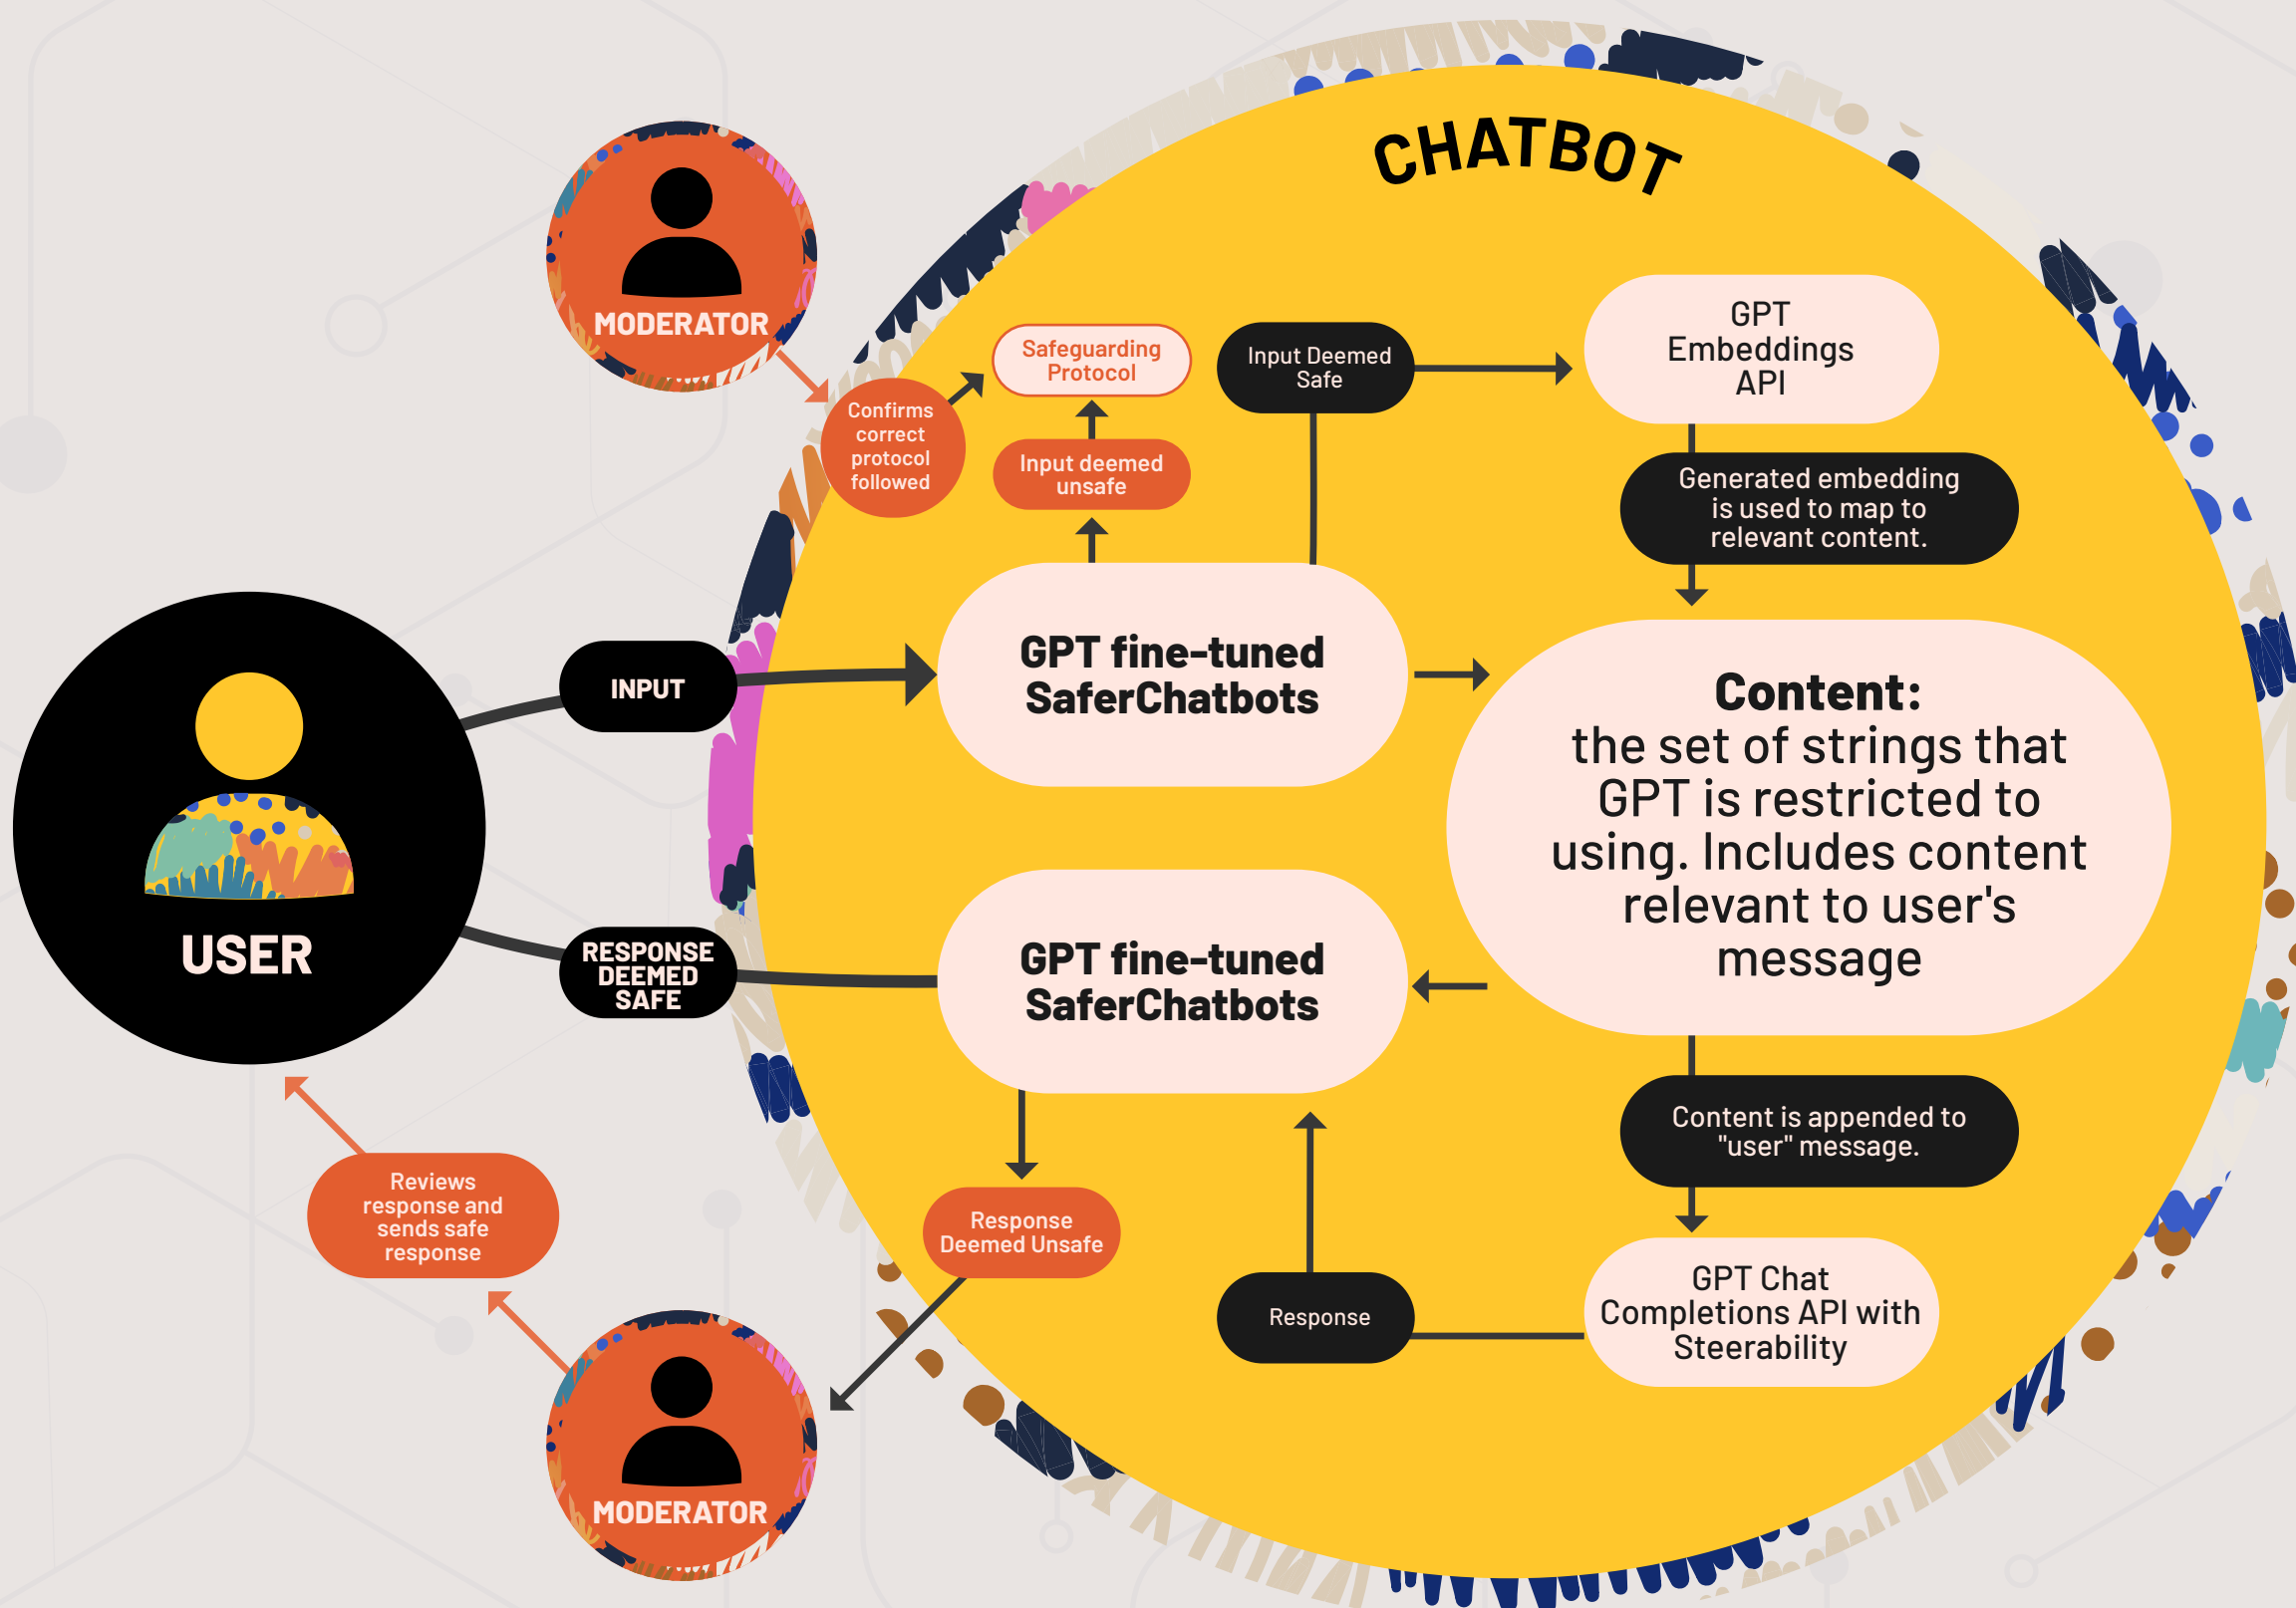 CHATBOT
MODERATOR
Confirms
correct
protocol
followed
Safeguarding
Protocol
Input deemed
unsafe
Input Deemed
Safe
GPT
Embeddings
API
Generated embedding
is used to map to
relevant content.
USER
INPUT
GPT fine-tuned
SaferChatbots
Content:
the set of strings that
GPT is restricted to
using. Includes content
relevant to user's
message
RESPONSE
DEEMED
SAFE
GPT fine-tuned
SaferChatbots
Content is appended to
"user" message.
GPT Chat
Completions API with
Steerability
Response
Response
Deemed Unsafe
Reviews
response and
sends safe
response
MODERATOR